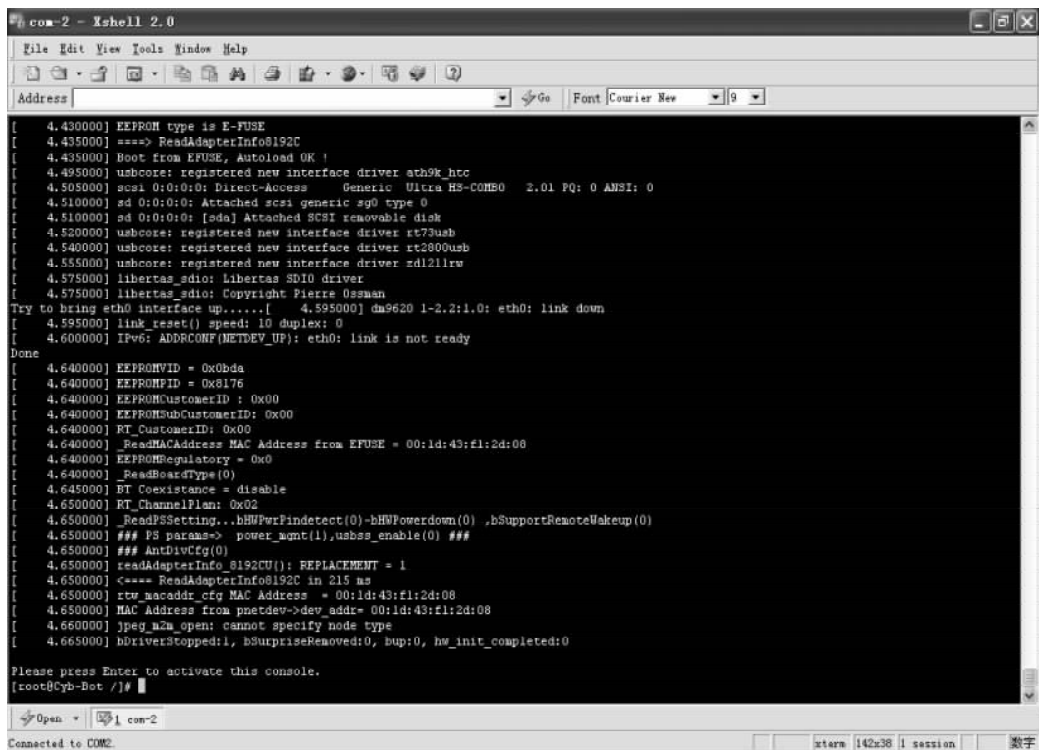 com-2 - Xshell 2.0
File Edit View Tools Window Help
Address Go Font Courier New 9
[    4.430000] EEPROM type is E-FUSE
[    4.435000] ====> ReadAdapterInfo8192C
[    4.435000] Boot from EFUSE, Autoload OK !
[    4.495000] usbcore: registered new interface driver ath9k_htc
[    4.505000] scsi 0:0:0:0: Direct-Access     Generic  Ultra HS-COMBO   2.01 PQ: 0 ANSI: 0
[    4.510000] sd 0:0:0:0: Attached scsi generic sg0 type 0
[    4.510000] sd 0:0:0:0: [sda] Attached SCSI removable disk
[    4.520000] usbcore: registered new interface driver rt73usb
[    4.540000] usbcore: registered new interface driver rt2800usb
[    4.555000] usbcore: registered new interface driver zd1211rw
[    4.575000] libertas_sdio: Libertas SDIO driver
[    4.575000] libertas_sdio: Copyright Pierre Ossman
Try to bring eth0 interface up......[    4.595000] dm9620 1-2.2:1.0: eth0: link down
[    4.595000] link_reset() speed: 10 duplex: 0
[    4.600000] IPv6: ADDRCONF(NETDEV_UP): eth0: link is not ready
Done
[    4.640000] EEPROMVID = 0x0bda
[    4.640000] EEPROMPID = 0x8176
[    4.640000] EEPROMCustomerID : 0x00
[    4.640000] EEPROMSubCustomerID: 0x00
[    4.640000] RT_CustomerID: 0x00
[    4.640000] _ReadMACAddress MAC Address from EFUSE = 00:1d:43:f1:2d:08
[    4.640000] EEPROMRegulatory = 0x0
[    4.640000] _ReadBoardType(0)
[    4.645000] BT Coexistance = disable
[    4.650000] RT_ChannelPlan: 0x02
[    4.650000] _ReadPSSetting...bHWPwrPindetect(0)-bHWPowerdown(0) ,bSupportRemoteWakeup(0)
[    4.650000] ### PS params=>  power_mgnt(1),usbss_enable(0) ###
[    4.650000] ### AntDivCfg(0)
[    4.650000] readAdapterInfo_8192CU(): REPLACEMENT = 1
[    4.650000] <==== ReadAdapterInfo8192C in 215 ms
[    4.650000] rtw_macaddr_cfg MAC Address  = 00:1d:43:f1:2d:08
[    4.650000] MAC Address from pnetdev->dev_addr= 00:1d:43:f1:2d:08
[    4.660000] jpeg_m2m_open: cannot specify node type
[    4.665000] bDriverStopped:1, bSurpriseRemoved:0, bup:0, hw_init_completed:0
Please press Enter to activate this console.
[root@Cyb-Bot /]#
Open 1 com-2
Connected to COM2. xterm 142x38 1 session 数字